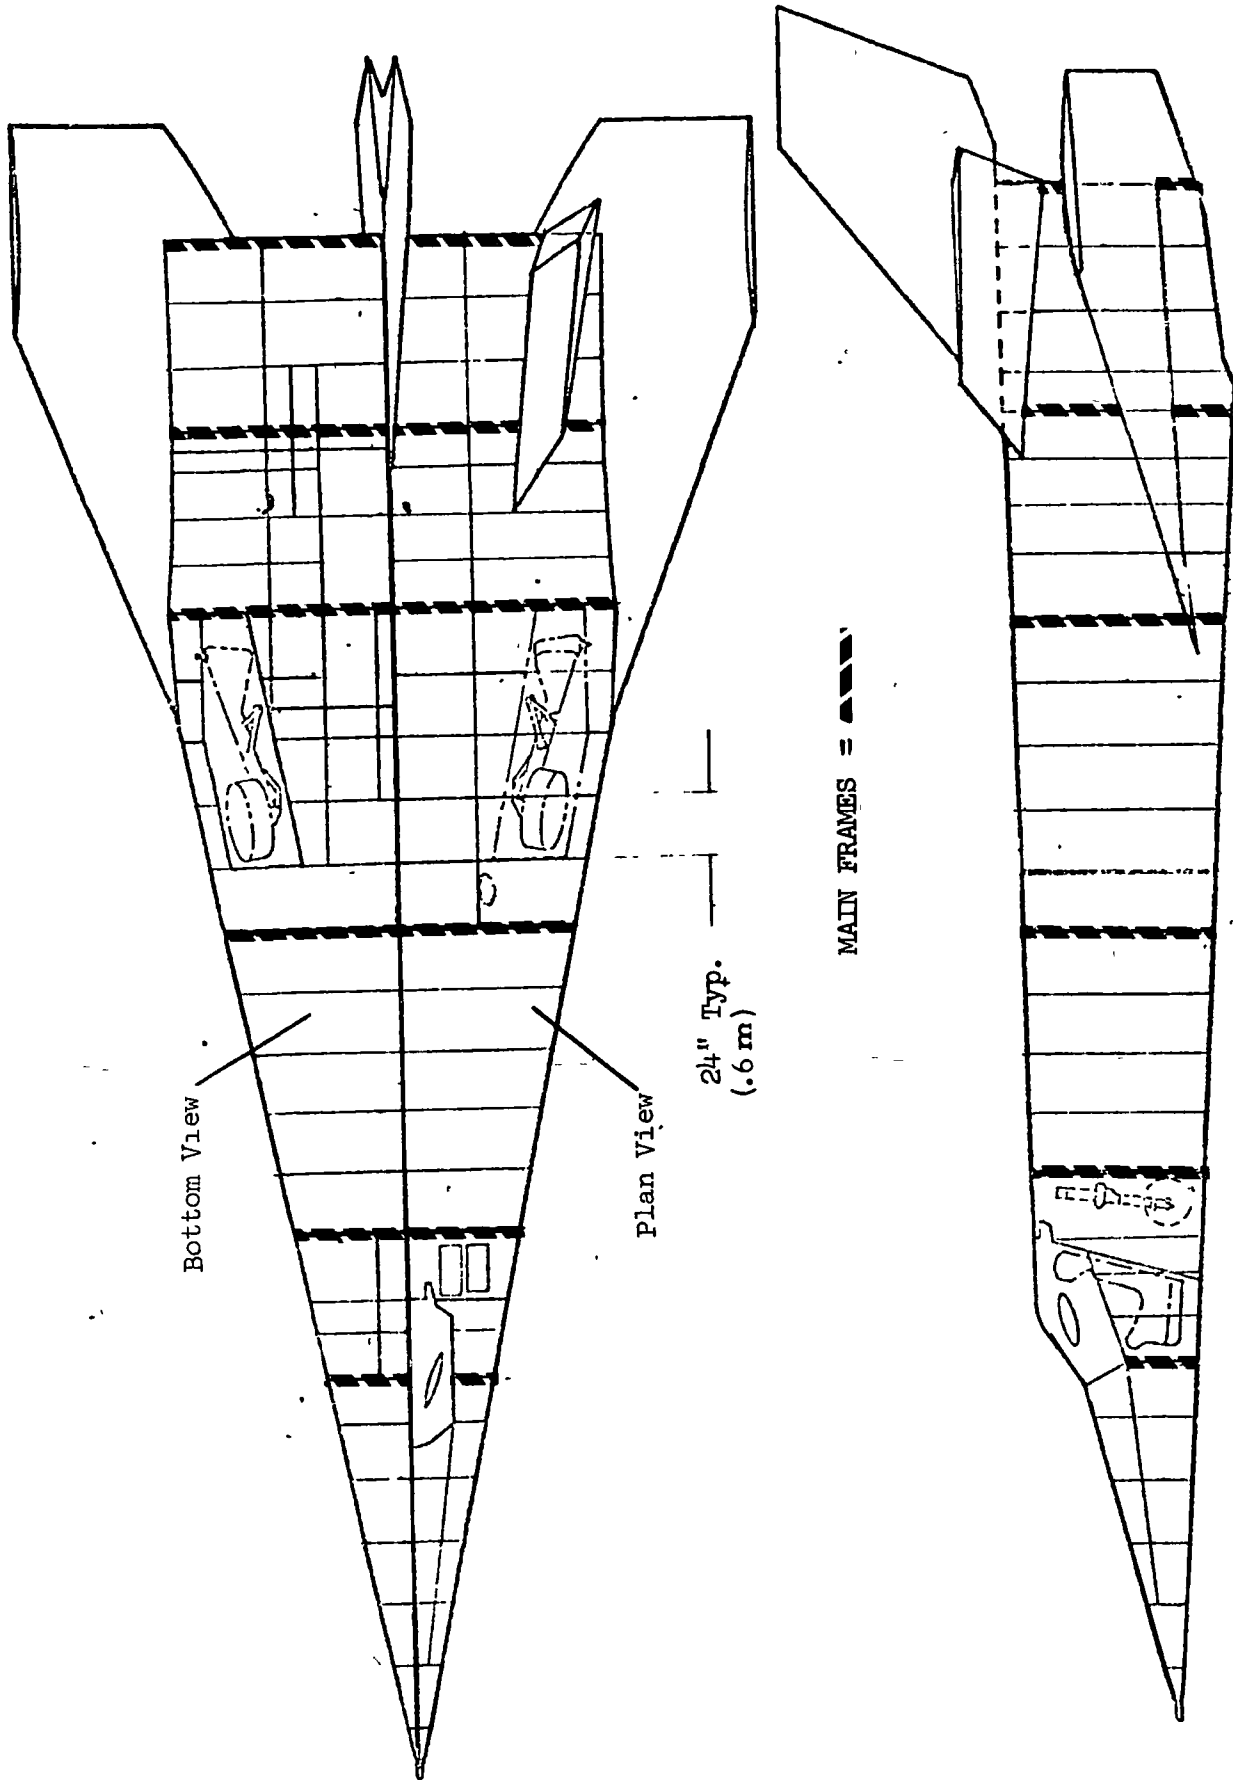 Bottom View
Plan View
24" Typ.
(.6 m)
MAIN FRAMES =